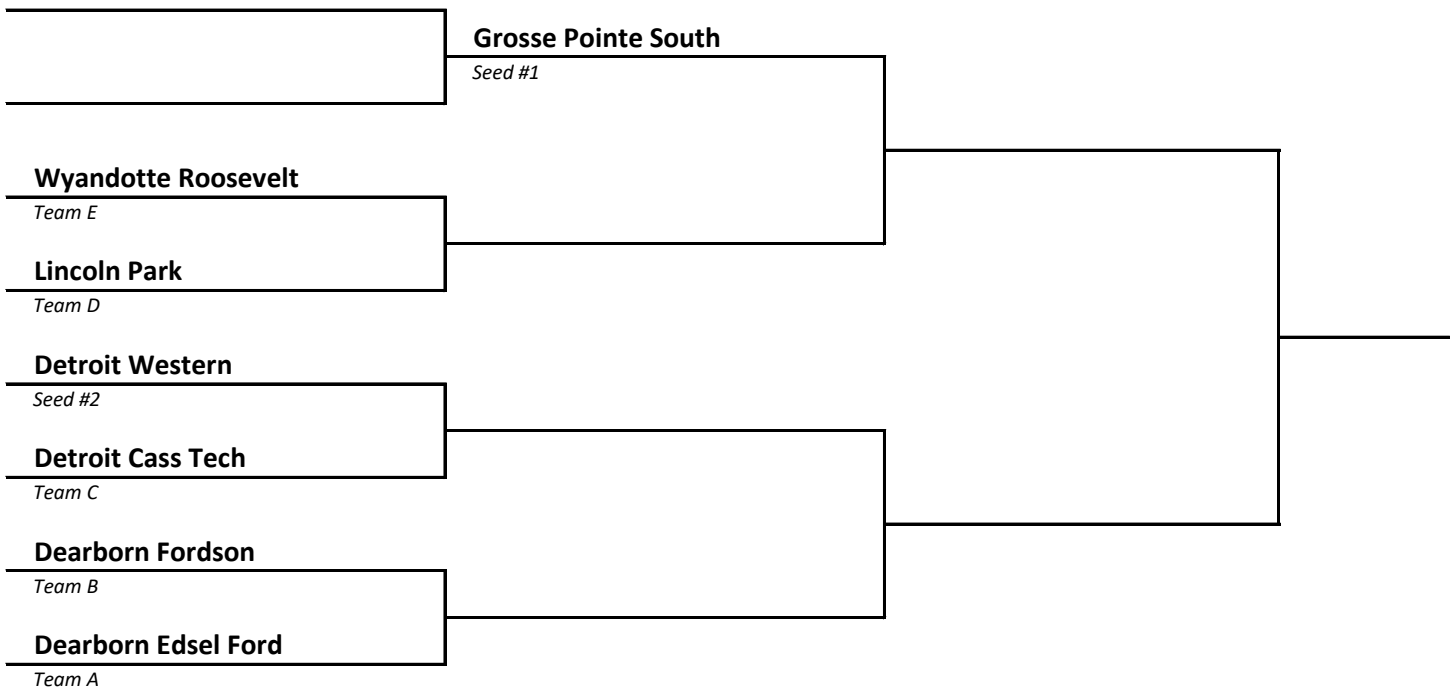 Grosse Pointe South
Seed #1
Wyandotte Roosevelt
Team E
Lincoln Park
Team D
Detroit Western
Seed #2
Detroit Cass Tech
Team C
Dearborn Fordson
Team B
Dearborn Edsel Ford
Team A